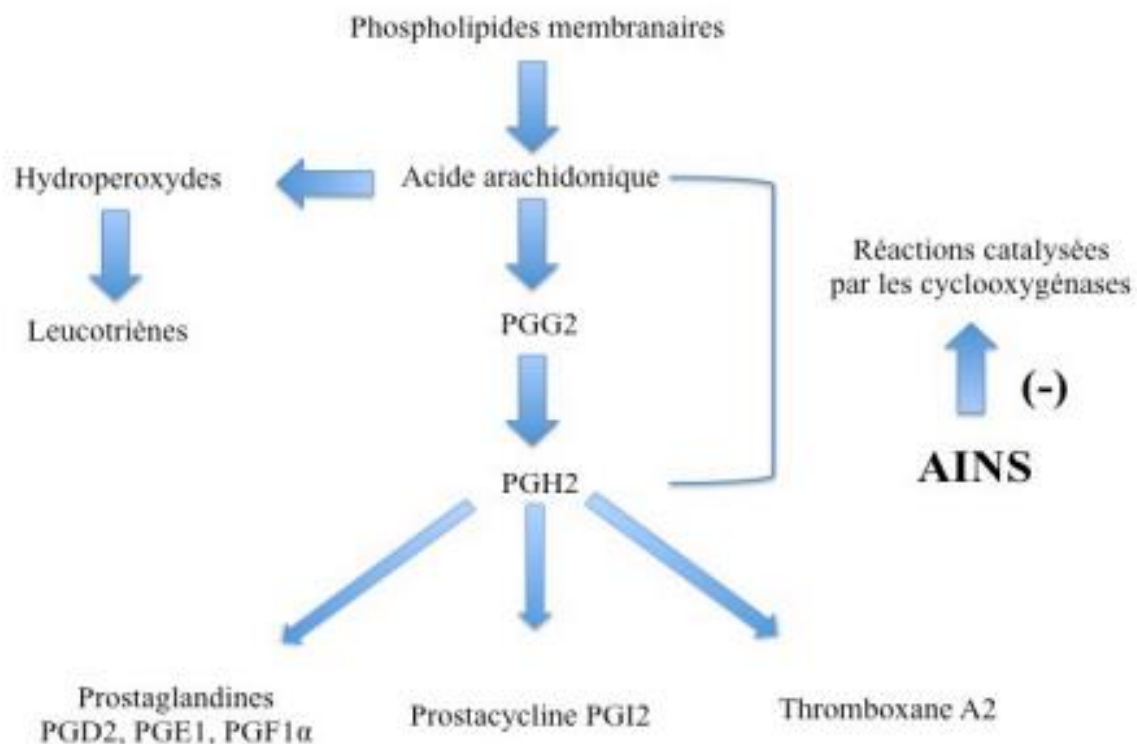 Phospholipides membranaires
Hydroperoxydes
Acide arachidonique
Réactions catalysées
par les cyclooxygénases
Leucotriènes
PGG2
(-)
AINS
PGH2
Prostaglandines
PGD2, PGE1, PGF1α
Prostacycline PGI2
Thromboxane A2